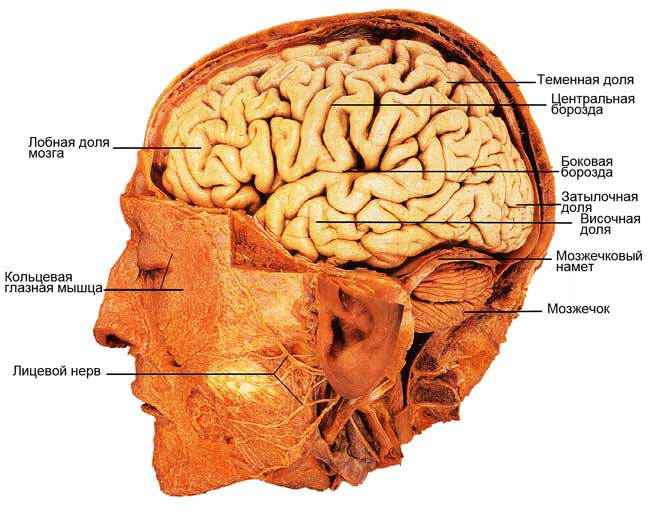 Теменная доля
Центральная
борозда
Лобная доля
мозга
Боковая
борозда
Затылочная
доля
Височная
доля
Мозжечковый
намет
Кольцевая
глазная мышца
Мозжечок
Лицевой нерв